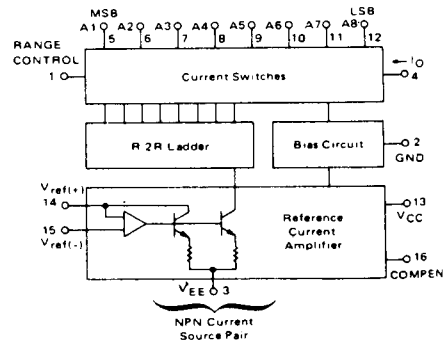 MSB
LSB
A1 A2 A3 A4 A5 A6 A7 A8
5 6 7 8 9 10 11 12
RANGE
CONTROL
1
Current Switches
IO
4
R 2R Ladder
Bias Circuit
2
GND
Vref(+)
14
15
Vref(-)
Reference
Current
Amplifier
13
VCC
16
COMPEN
VEE 3
NPN Current
Source Pair